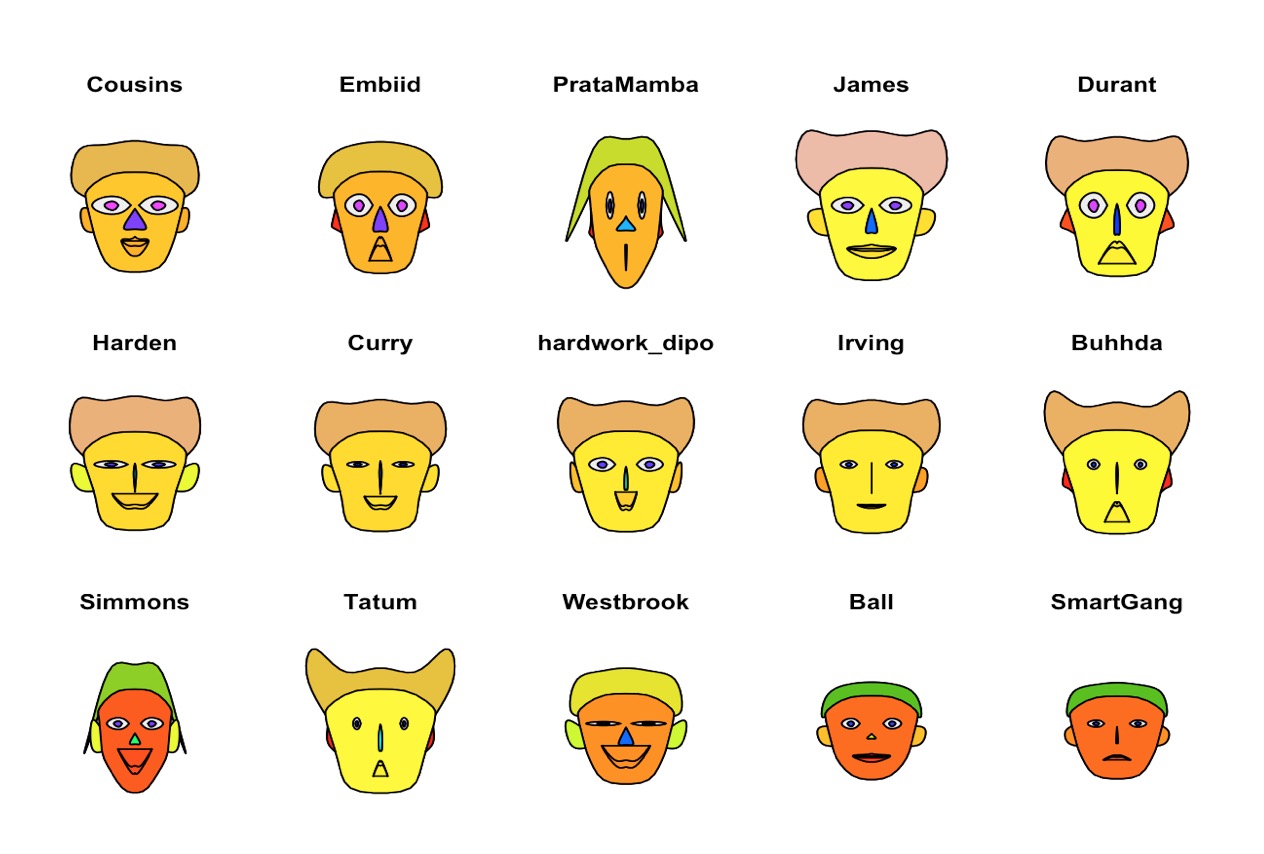 Cousins Embiid PrataMamba James Durant
Harden Curry hardwork_dipo Irving Buhhda
Simmons Tatum Westbrook Ball SmartGang